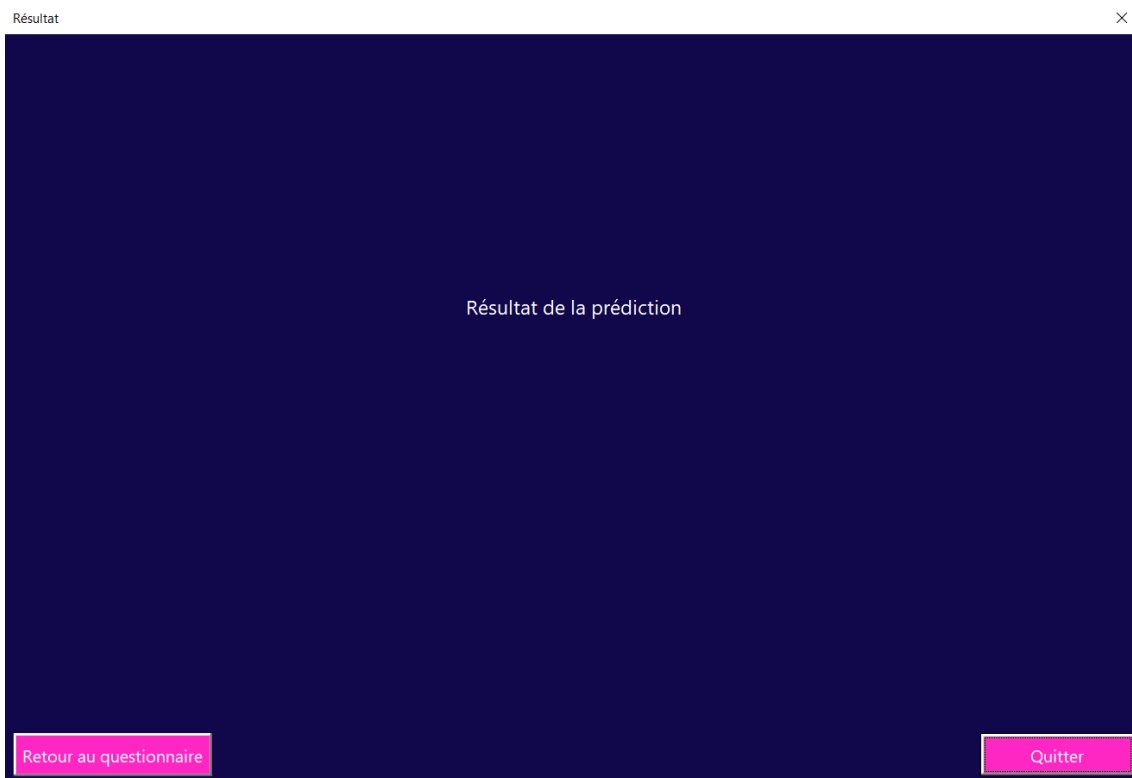 Résultat
Résultat de la prédiction
Retour au questionnaire
Quitter